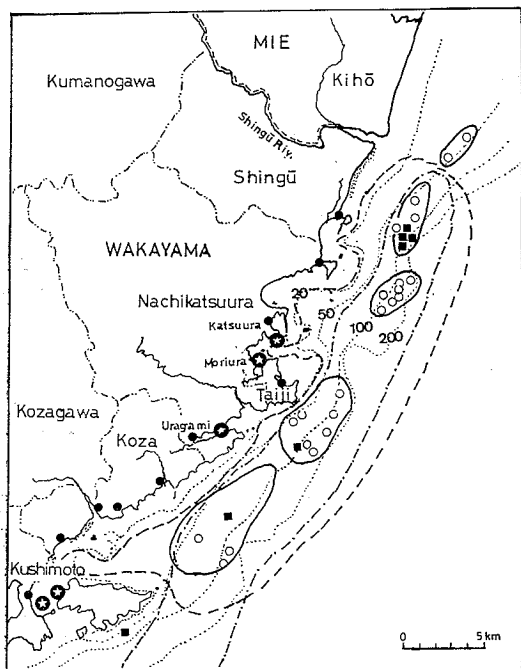 MIE
Kumanogawa
Kihō
Shingū Riv.
Shingū
WAKAYAMA
20
Nachikatsuura
50
Katsuura
100
200
Moriura
Taiji
Kozagawa
Uragami
Koza
Kushimoto
0 5 km